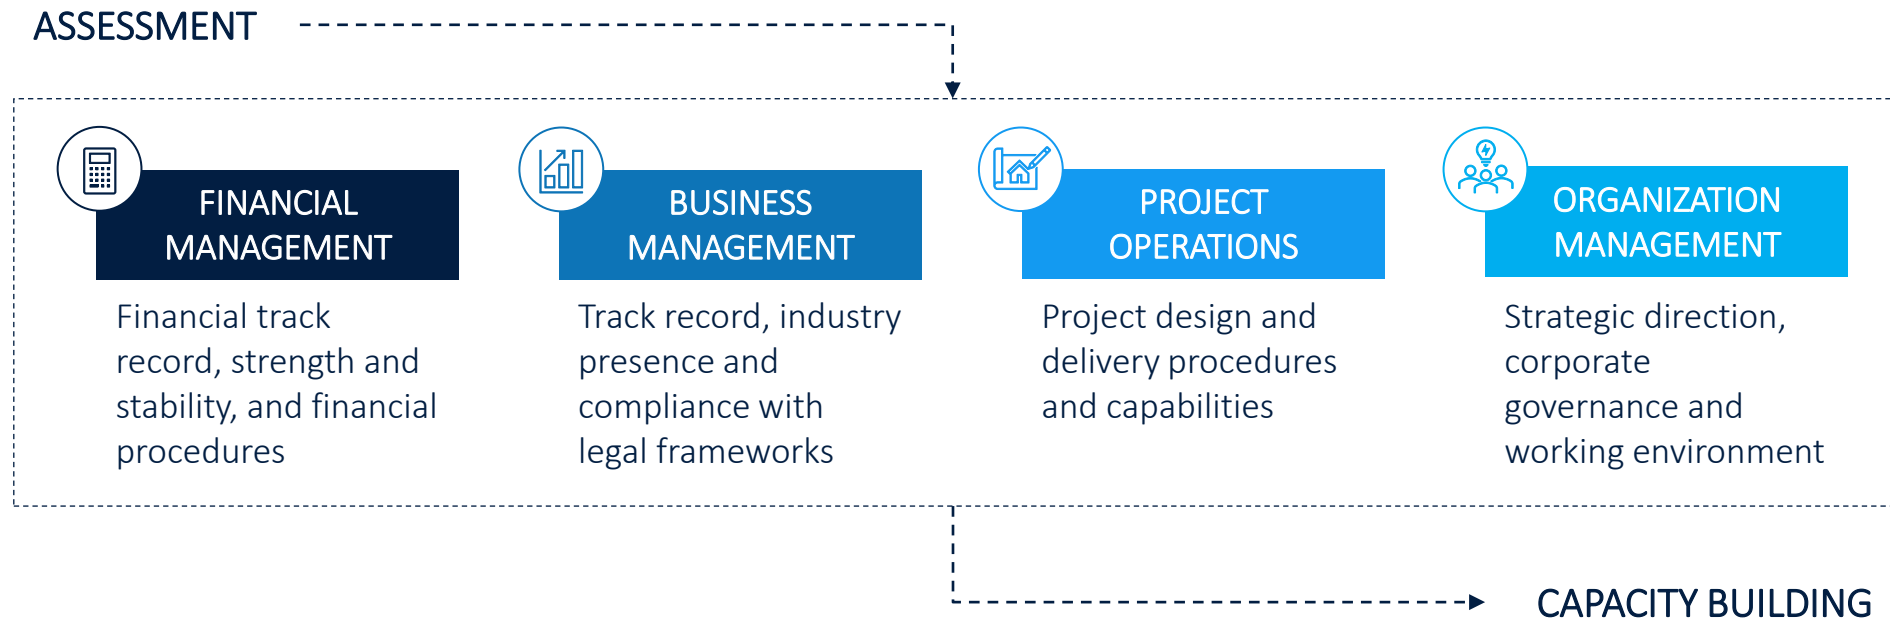 ASSESSMENT
FINANCIAL
MANAGEMENT
Financial track
record, strength and
stability, and financial
procedures
BUSINESS
MANAGEMENT
Track record, industry
presence and
compliance with
legal frameworks
PROJECT
OPERATIONS
Project design and
delivery procedures
and capabilities
ORGANIZATION
MANAGEMENT
Strategic direction,
corporate
governance and
working environment
CAPACITY BUILDING